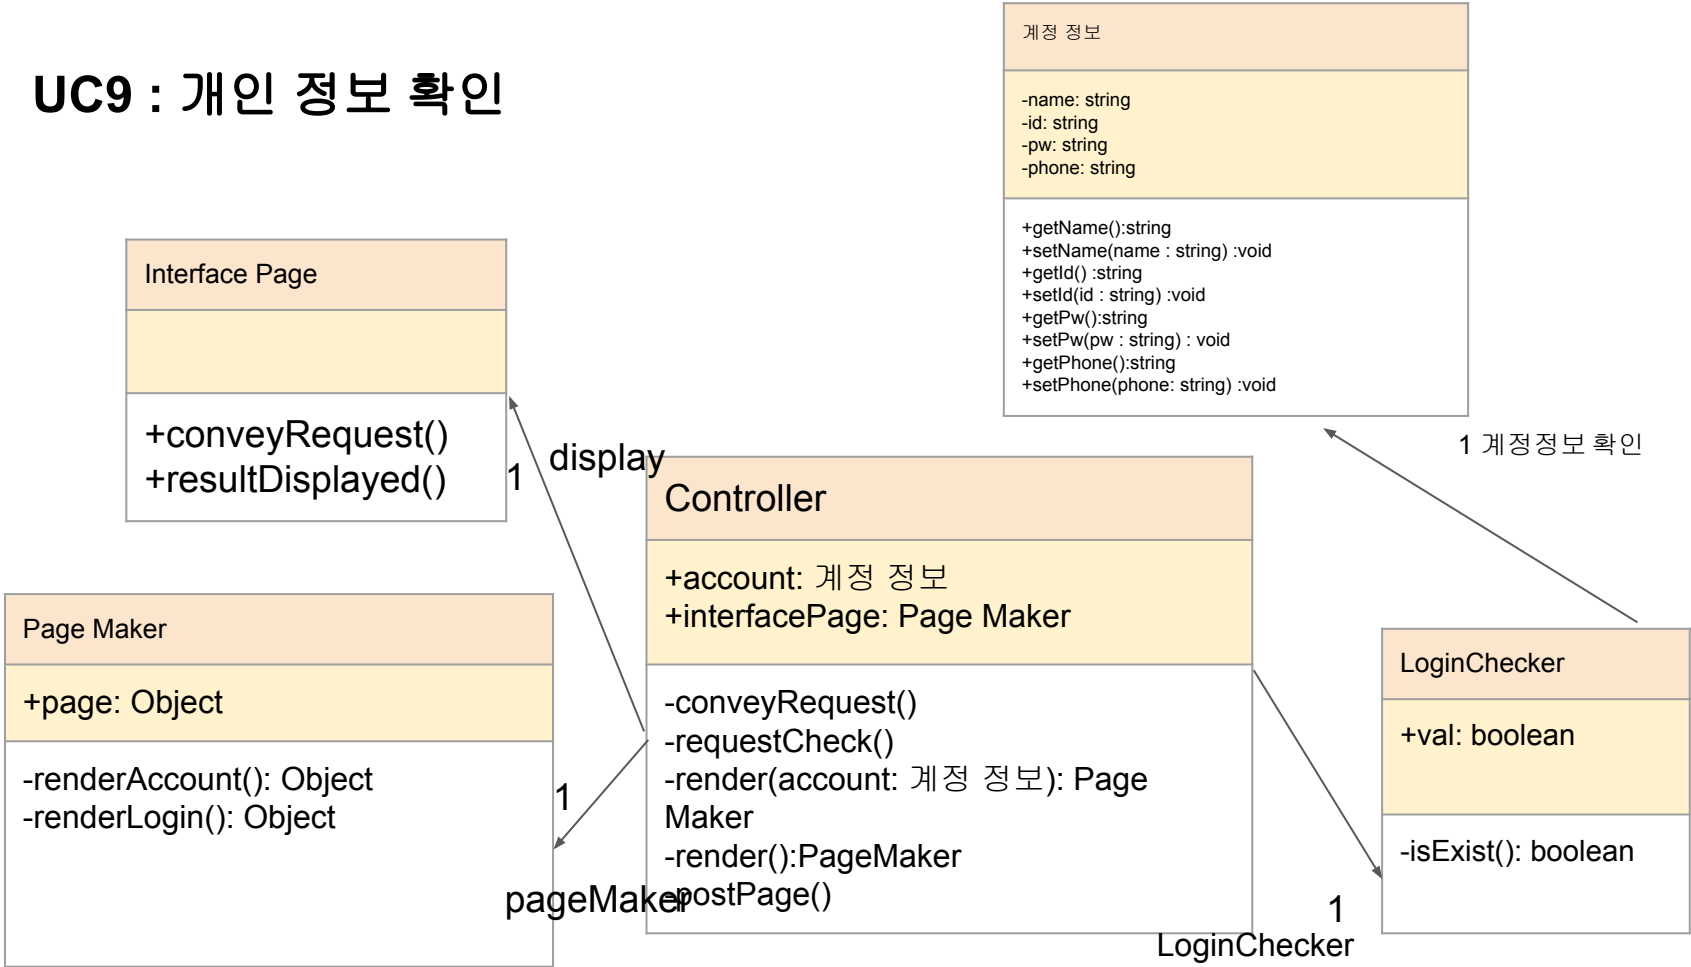 UC9 : 개인 정보 확인
계정 정보
-name: string
-id: string
-pw: string
-phone: string
+getName():string
+setName(name : string) :void
+getId() :string
+setId(id : string) :void
+getPw():string
+setPw(pw : string) : void
+getPhone():string
+setPhone(phone: string) :void
Interface Page
+conveyRequest()
+resultDisplayed()
1
display
1 계정정보 확인
Controller
+account: 계정 정보
+interfacePage: Page Maker
-conveyRequest()
-requestCheck()
-render(account: 계정 정보): Page
Maker
-render():PageMaker
-postPage()
Page Maker
+page: Object
-renderAccount(): Object
-renderLogin(): Object
1
pageMaker
LoginChecker
+val: boolean
-isExist(): boolean
1
LoginChecker